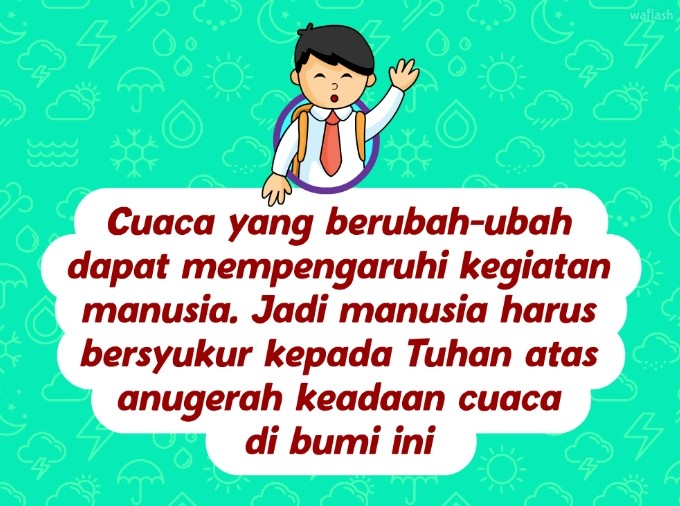 waflash
Cuaca yang berubah-ubah
dapat mempengaruhi kegiatan
manusia. Jadi manusia harus
bersyukur kepada Tuhan atas
anugerah keadaan cuaca
di bumi ini